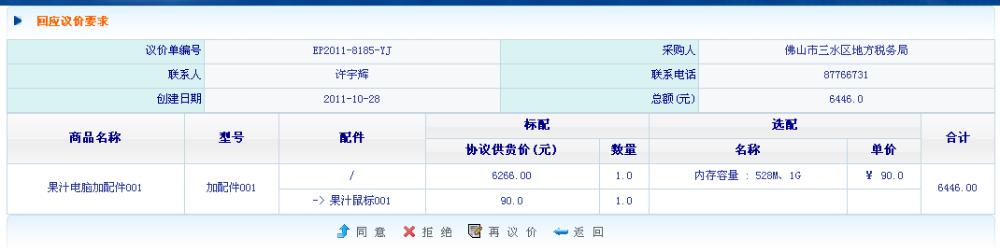 回应议价要求
议价单编号 EP2011-8185-YJ 采购人 佛山市三水区地方税务局
联系人 许宇辉 联系电话 87766731
创建日期 2011-10-28 总额(元) 6446.0
商品名称 型号 配件 标配 选配 合计
协议供货价(元) 数量 名称 单价
果汁电脑加配件001 加配件001 / 6266.00 1.0 内存容量 : 528M、1G ¥ 90.0 6446.00
-> 果汁鼠标001 90.0 1.0
同 意 拒 绝 再 议 价 返 回